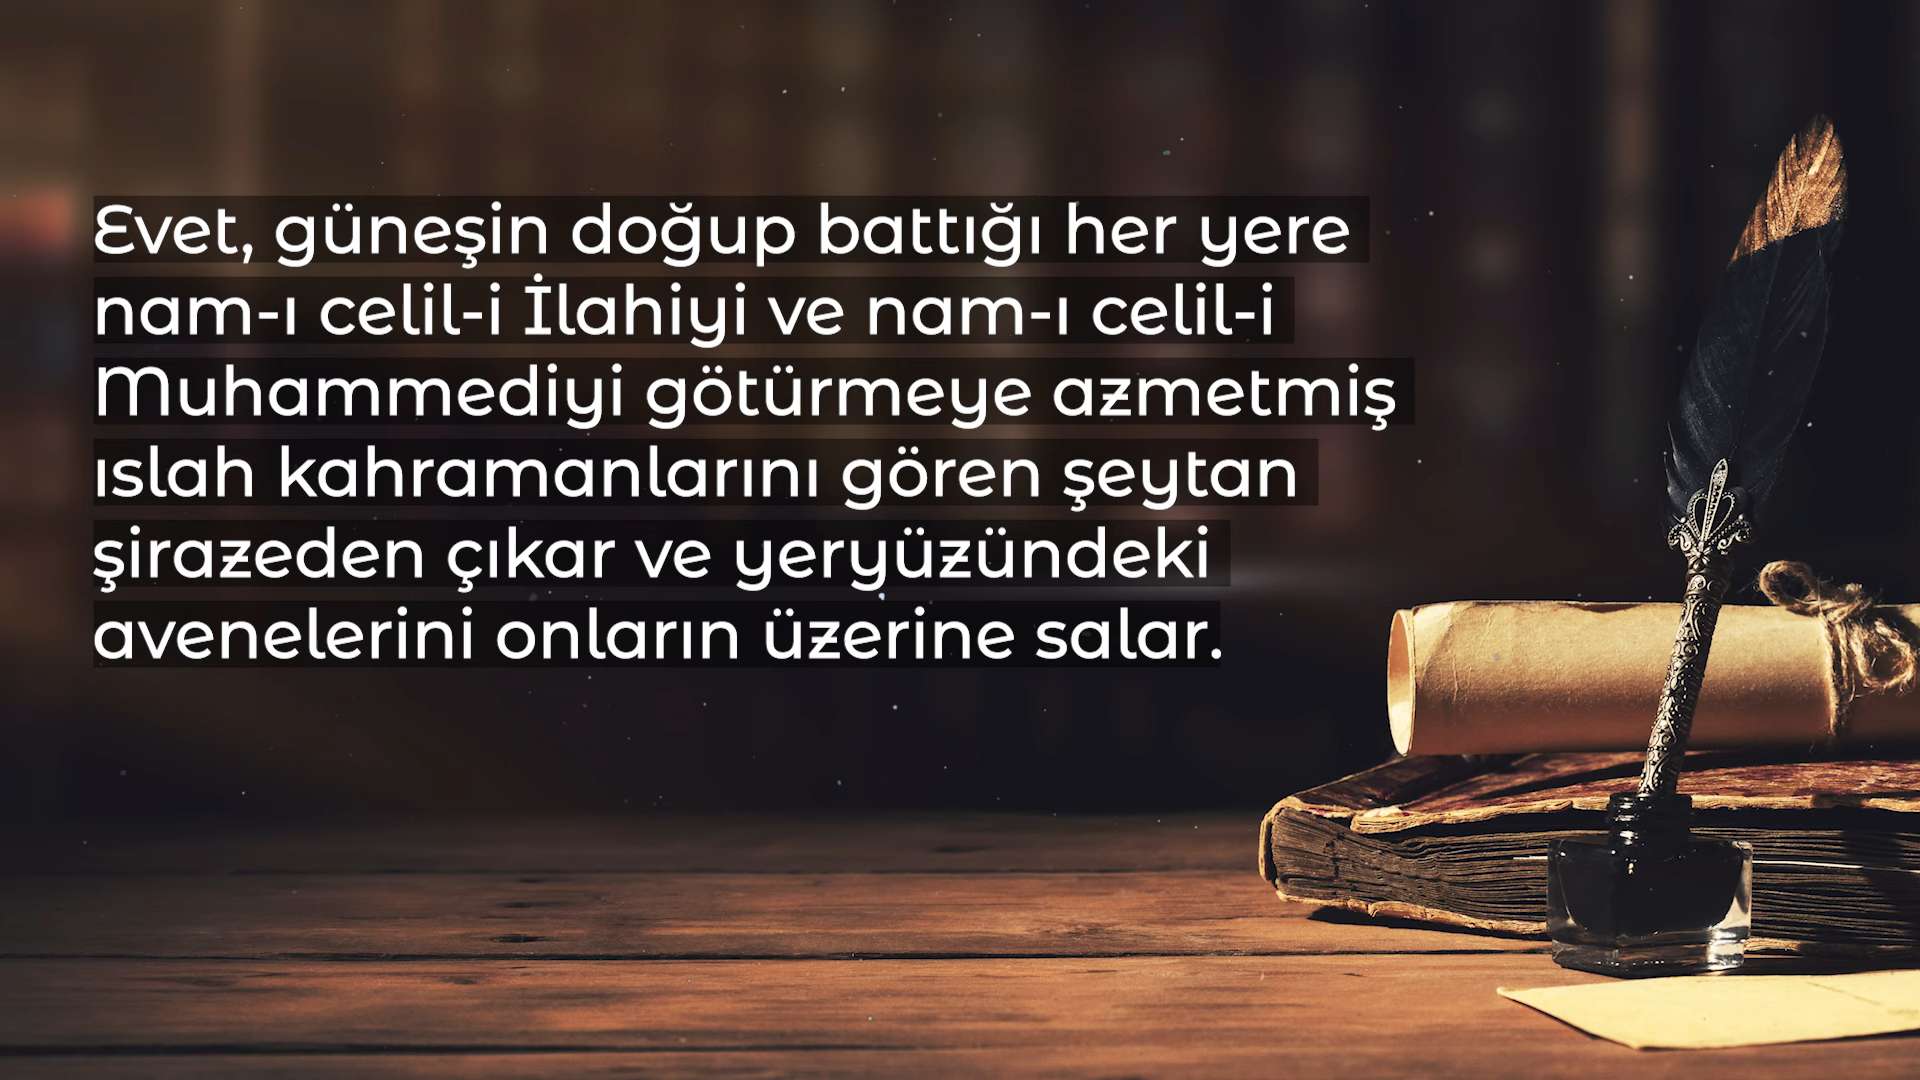 Evet, güneşin doğup battığı her yere
nam-ı celil-i İlahiyi ve nam-ı celil-i
Muhammediyi götürmeye azmetmiş
ıslah kahramanlarını gören şeytan
şirazeden çıkar ve yeryüzündeki
avenelerini onların üzerine salar.